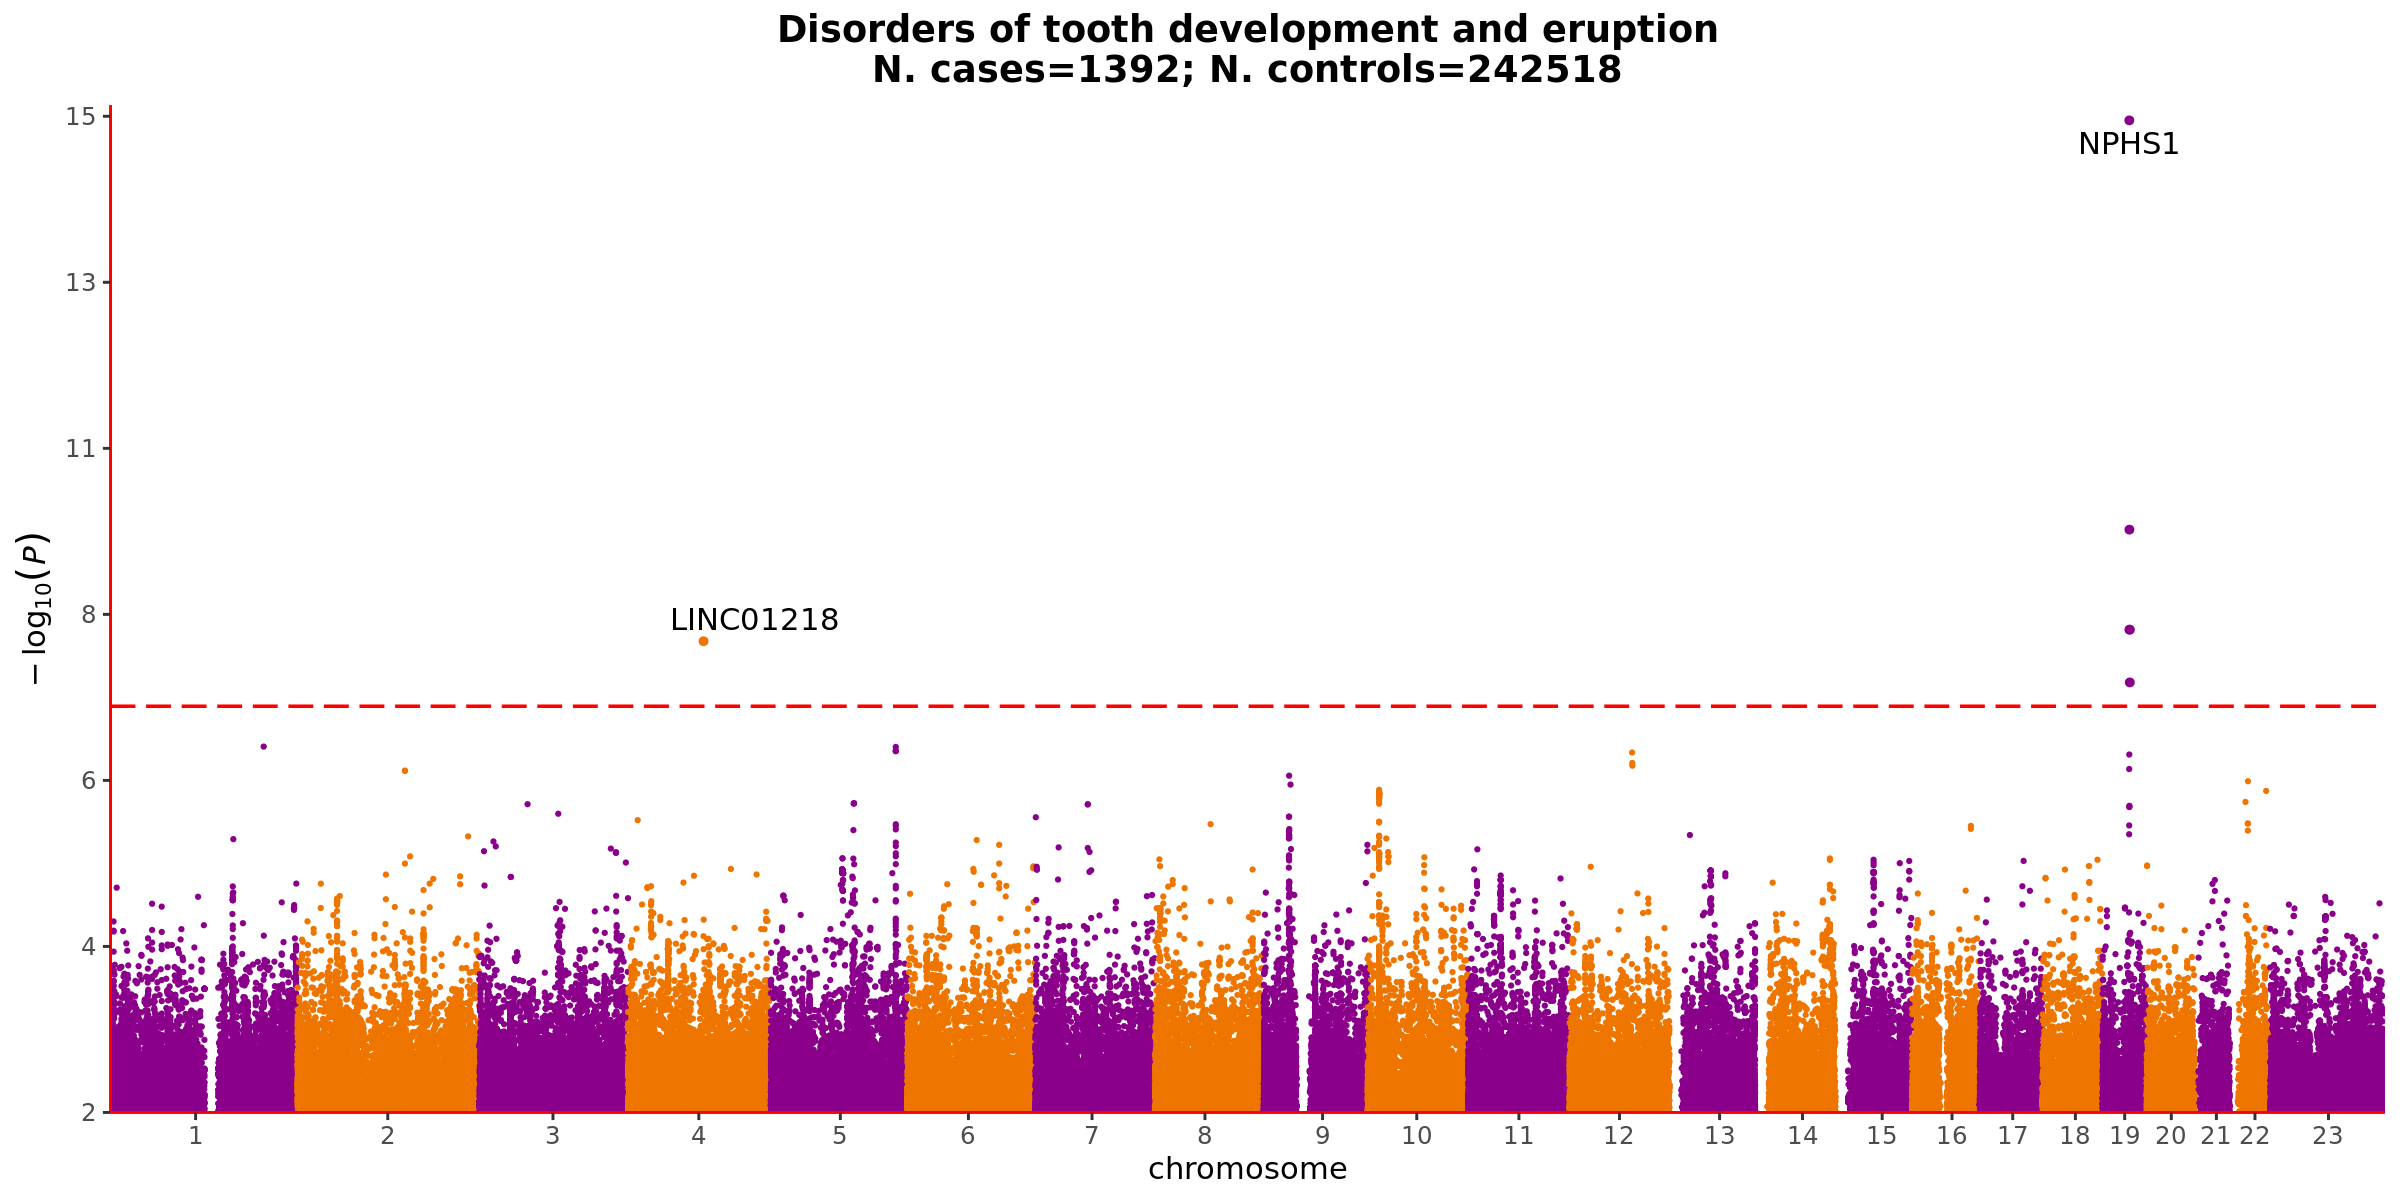 Disorders of tooth development and eruption
N. cases=1392; N. controls=242518
15
13
11
8
6
4
2
−log10(P)
NPHS1
LINC01218
1 2 3 4 5 6 7 8 9 10 11 12 13 14 15 16 17 18 19 20 21 22 23
chromosome